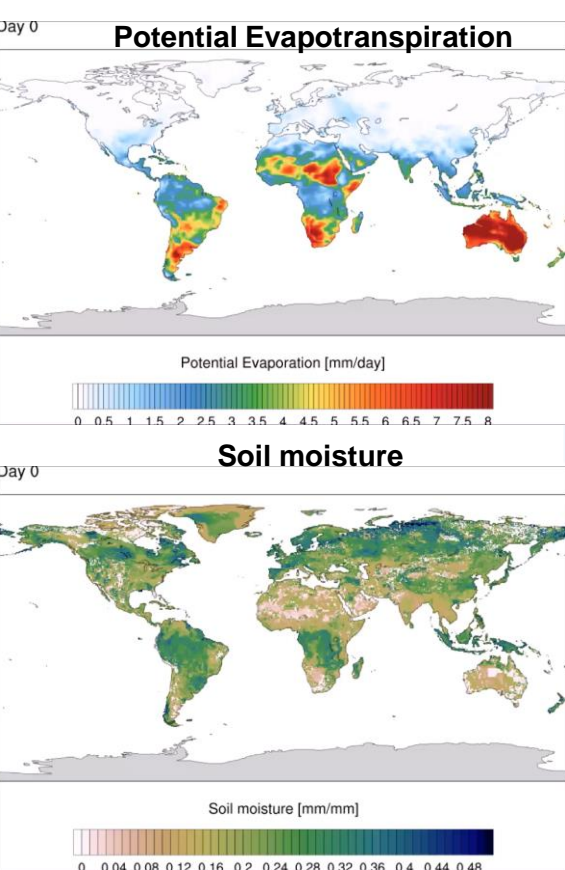 Day 0
Potential Evapotranspiration
Potential Evaporation [mm/day]
0 0.5 1 1.5 2 2.5 3 3.5 4 4.5 5 5.5 6 6.5 7 7.5 8
Soil moisture
Day 0
Soil moisture [mm/mm]
0 0.04 0.08 0.12 0.16 0.2 0.24 0.28 0.32 0.36 0.4 0.44 0.48